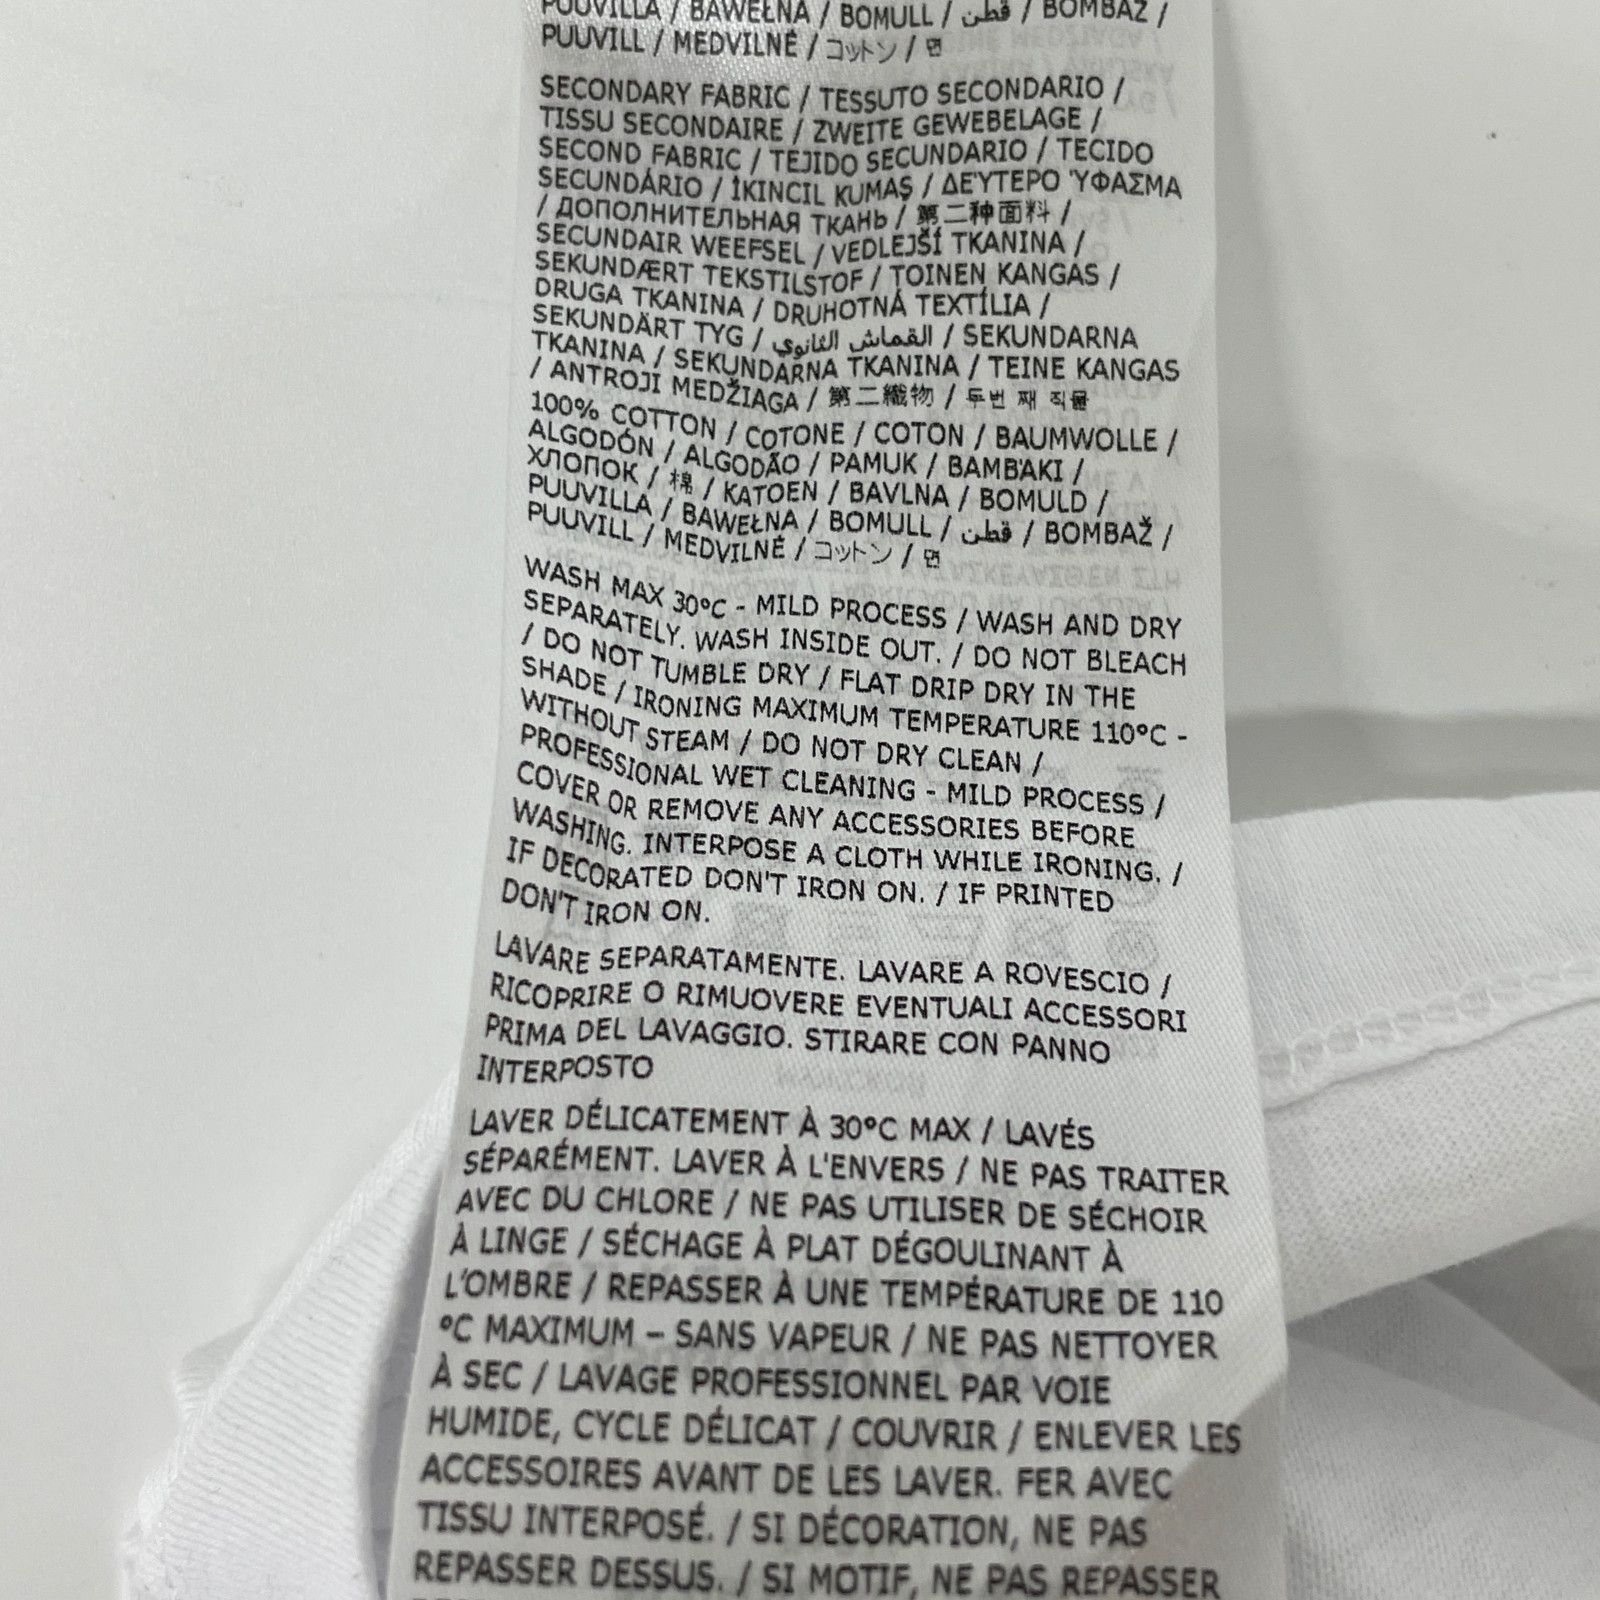 PUUVILLA / BAWEŁNA / BOMULL / قطن / BOMBAŽ /
PUUVILL / MEDVILNĖ / コットン / 면
SECONDARY FABRIC / TESSUTO SECONDARIO /
TISSU SECONDAIRE / ZWEITE GEWEBELAGE /
SECOND FABRIC / TEJIDO SECUNDARIO / TECIDO
SECUNDÁRIO / İKINCIL KUMAŞ / ΔΕΎΤΕΡΟ ΎΦΑΣΜΑ
/ ДОПОЛНИТЕЛЬНАЯ ТКАНЬ / 第二种面料 /
SECUNDAIR WEEFSEL / VEDLEJŠÍ TKANINA /
SEKUNDÆRT TEKSTILSTOF / TOINEN KANGAS /
DRUGA TKANINA / DRUHOTNÁ TEXTÍLIA /
SEKUNDÄRT TYG / القماش الثانوي / SEKUNDARNA
TKANINA / SEKUNDARNA TKANINA / TEINE KANGAS
/ ANTROJI MEDŽIAGA / 第二織物 / 두번 째 직물
100% COTTON / COTONE / COTON / BAUMWOLLE /
ALGODÓN / ALGODÃO / PAMUK / BAMBAKI /
ХЛОПОК / 棉 / KATOEN / BAVLNA / BOMULD /
PUUVILLA / BAWEŁNA / BOMULL / قطن / BOMBAŽ /
PUUVILL / MEDVILNĖ / コットン / 면
WASH MAX 30°C - MILD PROCESS / WASH AND DRY
SEPARATELY. WASH INSIDE OUT. / DO NOT BLEACH
/ DO NOT TUMBLE DRY / FLAT DRIP DRY IN THE
SHADE / IRONING MAXIMUM TEMPERATURE 110°C -
WITHOUT STEAM / DO NOT DRY CLEAN /
PROFESSIONAL WET CLEANING - MILD PROCESS /
COVER OR REMOVE ANY ACCESSORIES BEFORE
WASHING. INTERPOSE A CLOTH WHILE IRONING. /
IF DECORATED DON'T IRON ON. / IF PRINTED
DON'T IRON ON.
LAVARE SEPARATAMENTE. LAVARE A ROVESCIO /
RICOPRIRE O RIMUOVERE EVENTUALI ACCESSORI
PRIMA DEL LAVAGGIO. STIRARE CON PANNO
INTERPOSTO
LAVER DÉLICATEMENT À 30°C MAX / LAVÉS
SÉPARÉMENT. LAVER À L'ENVERS / NE PAS TRAITER
AVEC DU CHLORE / NE PAS UTILISER DE SÉCHOIR
À LINGE / SÉCHAGE À PLAT DÉGOULINANT À
L'OMBRE / REPASSER À UNE TEMPÉRATURE DE 110
°C MAXIMUM – SANS VAPEUR / NE PAS NETTOYER
À SEC / LAVAGE PROFESSIONNEL PAR VOIE
HUMIDE, CYCLE DÉLICAT / COUVRIR / ENLEVER LES
ACCESSOIRES AVANT DE LES LAVER. FER AVEC
TISSU INTERPOSÉ. / SI DÉCORATION, NE PAS
REPASSER DESSUS. / SI MOTIF, NE PAS REPASSER